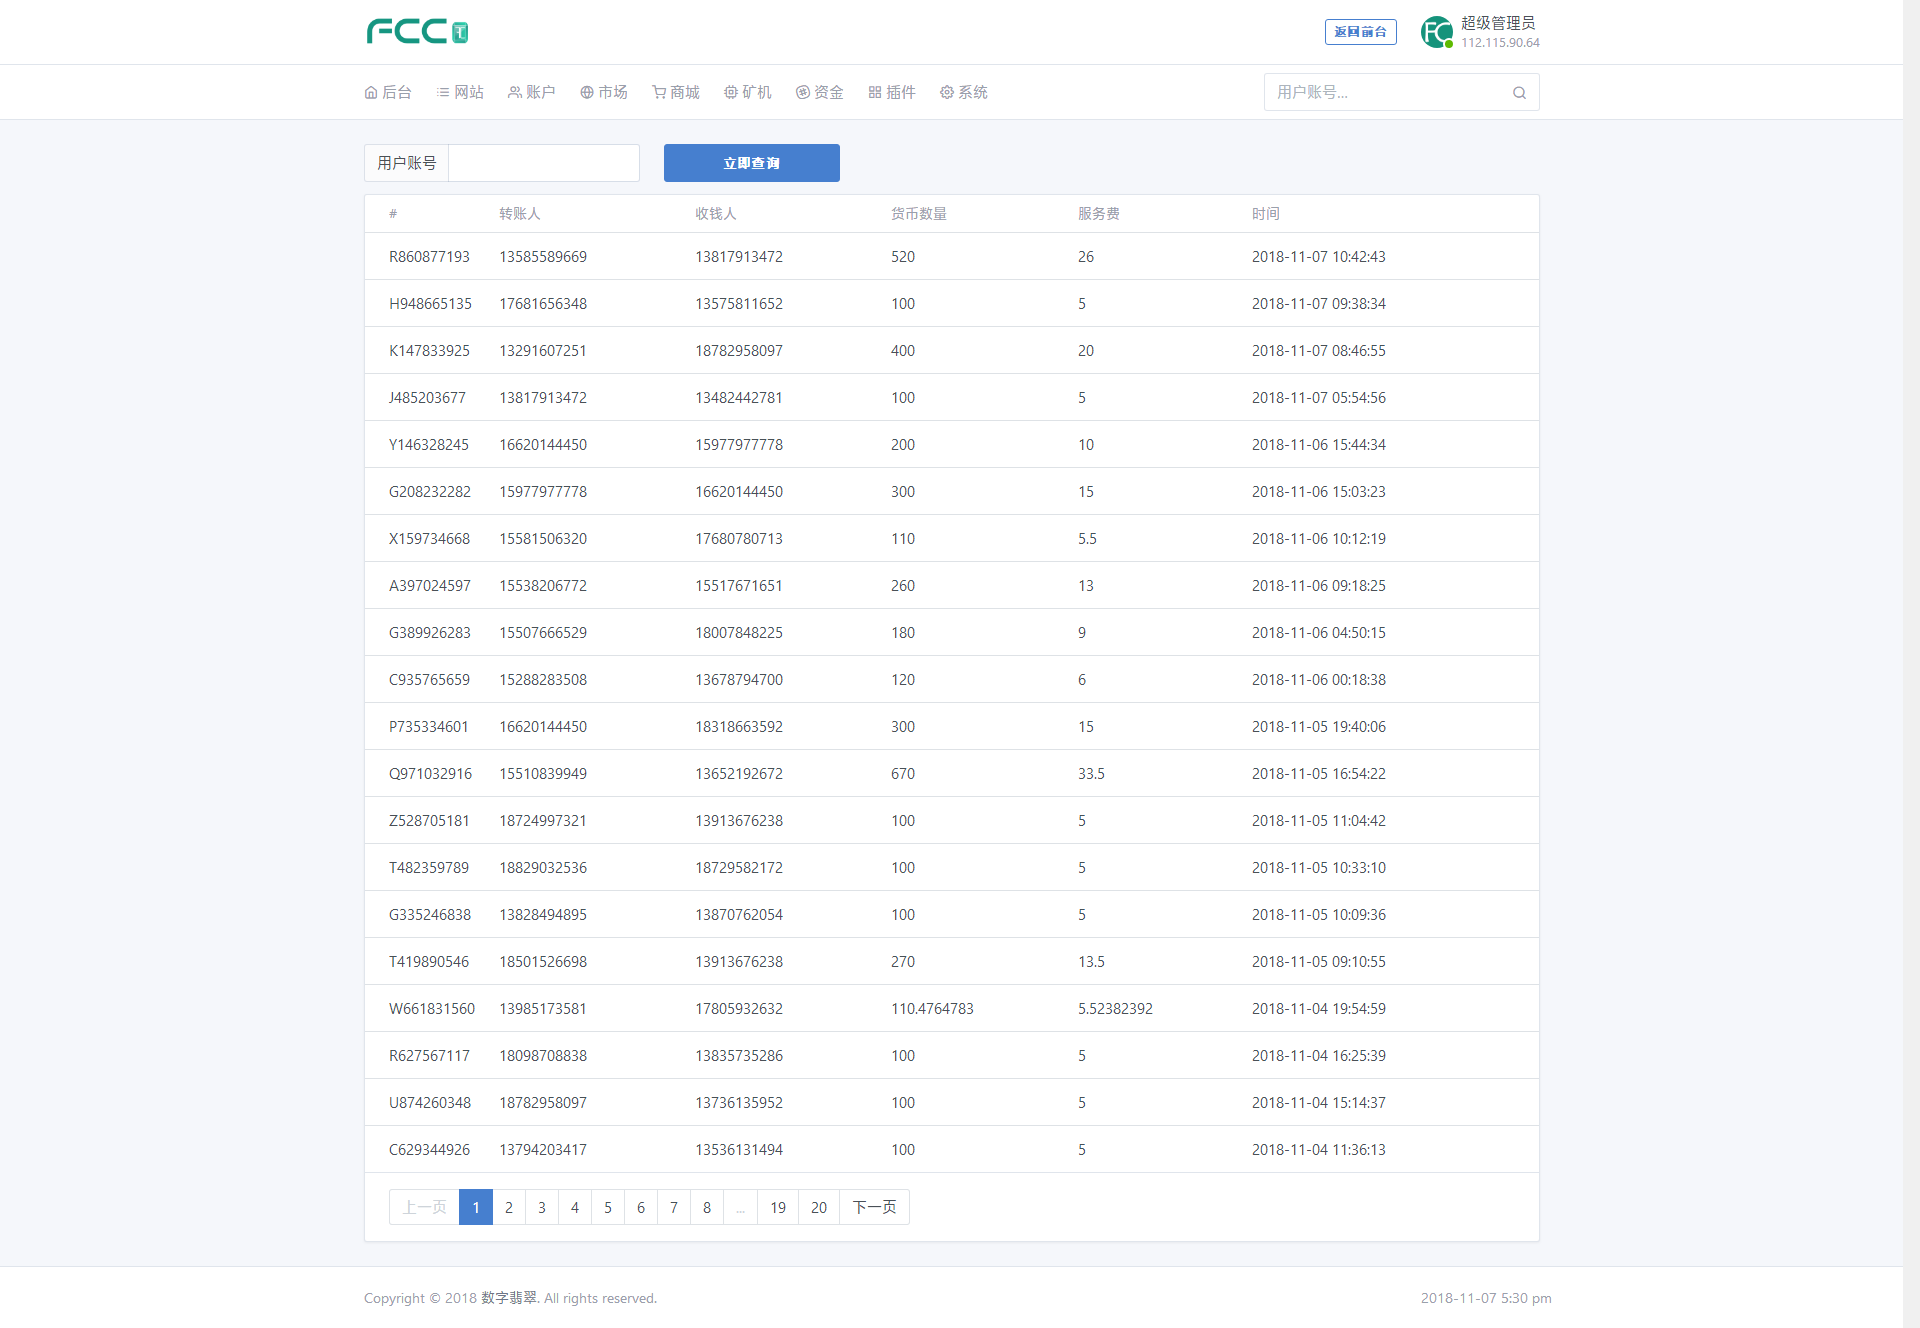 FCC
返回前台
FC
超级管理员
112.115.90.64
后台 网站 账户 市场 商城 矿机 资金 插件 系统
用户账号...
用户账号
立即查询
# 转账人 收钱人 货币数量 服务费 时间
R860877193 13585589669 13817913472 520 26 2018-11-07 10:42:43
H948665135 17681656348 13575811652 100 5 2018-11-07 09:38:34
K147833925 13291607251 18782958097 400 20 2018-11-07 08:46:55
J485203677 13817913472 13482442781 100 5 2018-11-07 05:54:56
Y146328245 16620144450 15977977778 200 10 2018-11-06 15:44:34
G208232282 15977977778 16620144450 300 15 2018-11-06 15:03:23
X159734668 15581506320 17680780713 110 5.5 2018-11-06 10:12:19
A397024597 15538206772 15517671651 260 13 2018-11-06 09:18:25
G389926283 15507666529 18007848225 180 9 2018-11-06 04:50:15
C935765659 15288283508 13678794700 120 6 2018-11-06 00:18:38
P735334601 16620144450 18318663592 300 15 2018-11-05 19:40:06
Q971032916 15510839949 13652192672 670 33.5 2018-11-05 16:54:22
Z528705181 18724997321 13913676238 100 5 2018-11-05 11:04:42
T482359789 18829032536 18729582172 100 5 2018-11-05 10:33:10
G335246838 13828494895 13870762054 100 5 2018-11-05 10:09:36
T419890546 18501526698 13913676238 270 13.5 2018-11-05 09:10:55
W661831560 13985173581 17805932632 110.4764783 5.52382392 2018-11-04 19:54:59
R627567117 18098708838 13835735286 100 5 2018-11-04 16:25:39
U874260348 18782958097 13736135952 100 5 2018-11-04 15:14:37
C629344926 13794203417 13536131494 100 5 2018-11-04 11:36:13
上一页 1 2 3 4 5 6 7 8 ... 19 20 下一页
Copyright © 2018 数字翡翠. All rights reserved.
2018-11-07 5:30 pm